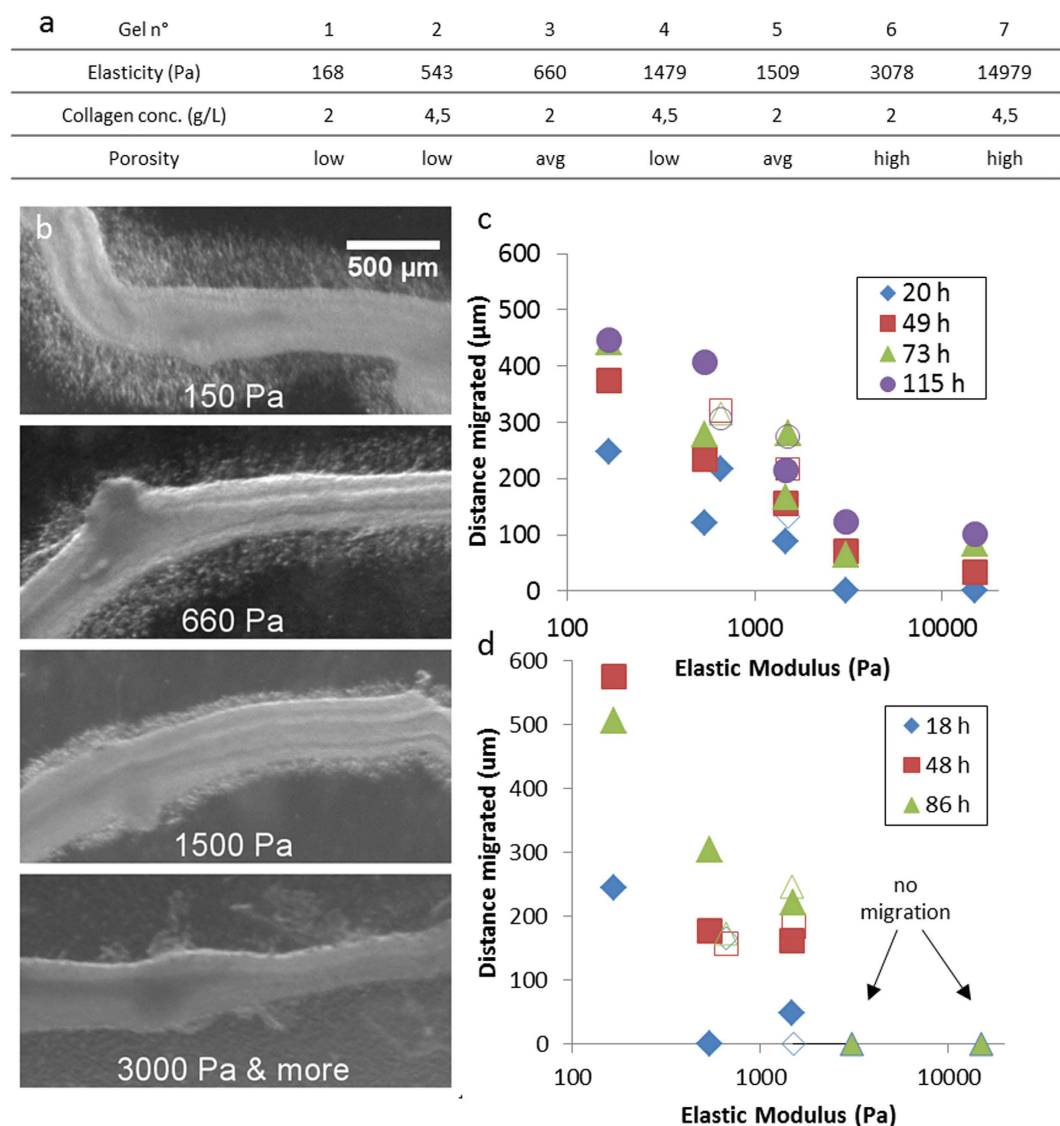 a
Gel n° 1 2 3 4 5 6 7
Elasticity (Pa) 168 543 660 1479 1509 3078 14979
Collagen conc. (g/L) 2 4,5 2 4,5 2 2 4,5
Porosity low low avg low avg high high
b
500 µm
150 Pa
660 Pa
1500 Pa
3000 Pa & more
c
Distance migrated (µm)
600
500
400
300
200
100
0
100 1000 10000
Elastic Modulus (Pa)
20 h
49 h
73 h
115 h
d
Distance migrated (um)
600
500
400
300
200
100
0
100 1000 10000
Elastic Modulus (Pa)
18 h
48 h
86 h
no
migration